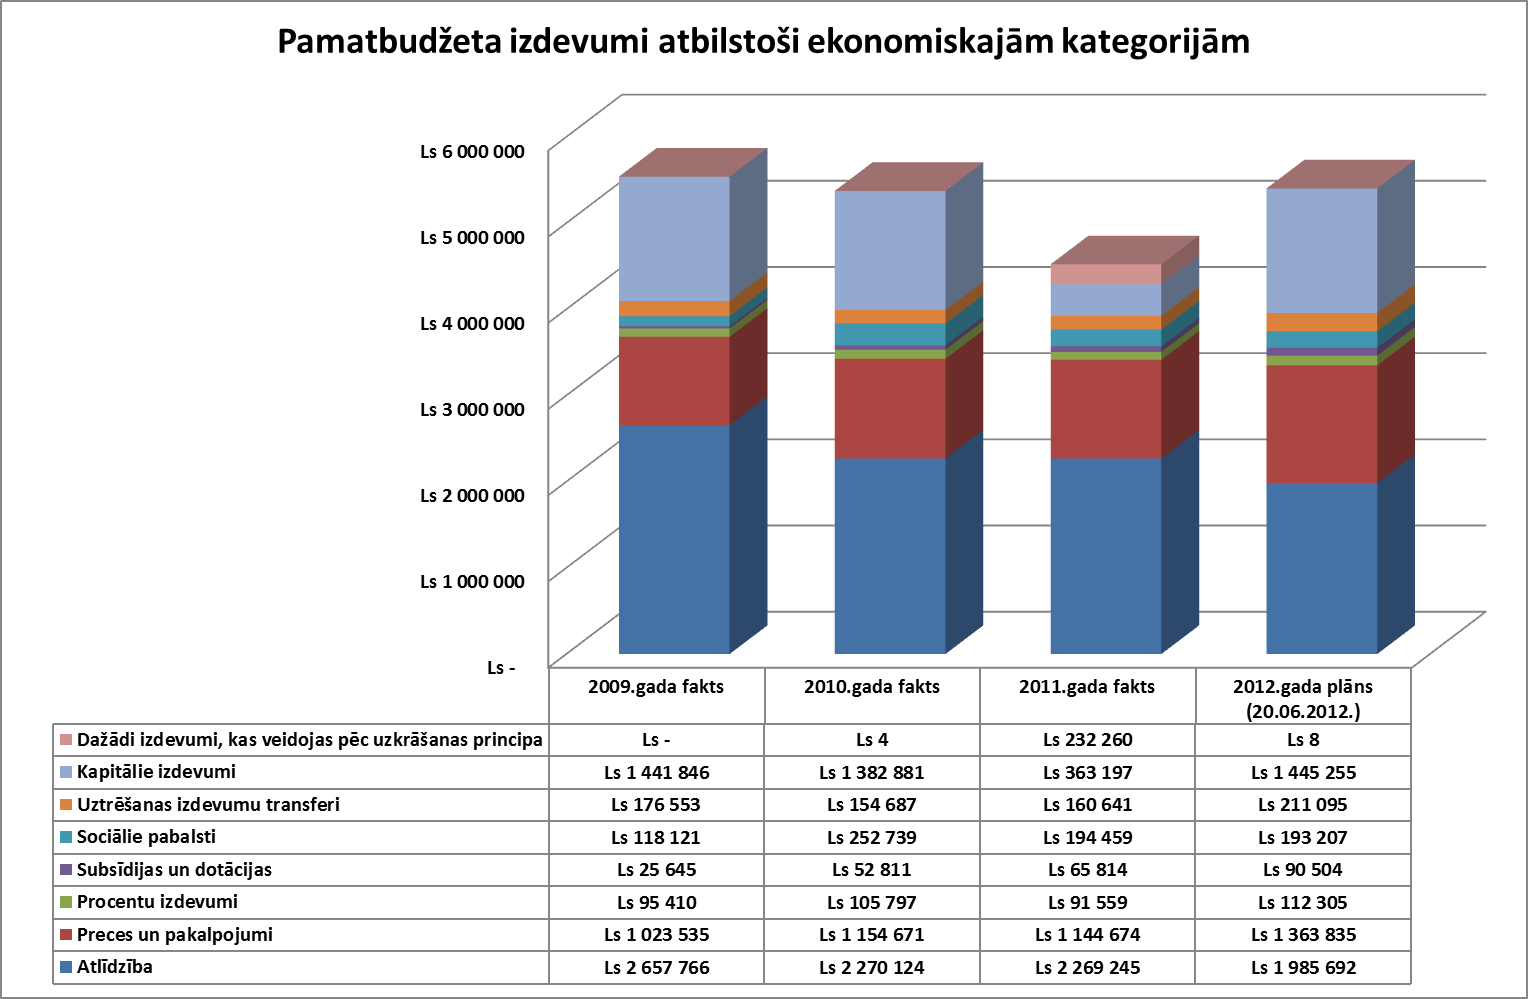 Pamatbudžeta izdevumi atbilstoši ekonomiskajām kategorijām
Ls 6 000 000
Ls 5 000 000
Ls 4 000 000
Ls 3 000 000
Ls 2 000 000
Ls 1 000 000
Ls -
2009.gada fakts 2010.gada fakts 2011.gada fakts 2012.gada plāns
(20.06.2012.)
Dažādi izdevumi, kas veidojas pēc uzkrāšanas principa Ls - Ls 4 Ls 232 260 Ls 8
Kapitālie izdevumi Ls 1 441 846 Ls 1 382 881 Ls 363 197 Ls 1 445 255
Uztrēšanas izdevumu transferi Ls 176 553 Ls 154 687 Ls 160 641 Ls 211 095
Sociālie pabalsti Ls 118 121 Ls 252 739 Ls 194 459 Ls 193 207
Subsīdijas un dotācijas Ls 25 645 Ls 52 811 Ls 65 814 Ls 90 504
Procentu izdevumi Ls 95 410 Ls 105 797 Ls 91 559 Ls 112 305
Preces un pakalpojumi Ls 1 023 535 Ls 1 154 671 Ls 1 144 674 Ls 1 363 835
Atlīdzība Ls 2 657 766 Ls 2 270 124 Ls 2 269 245 Ls 1 985 692